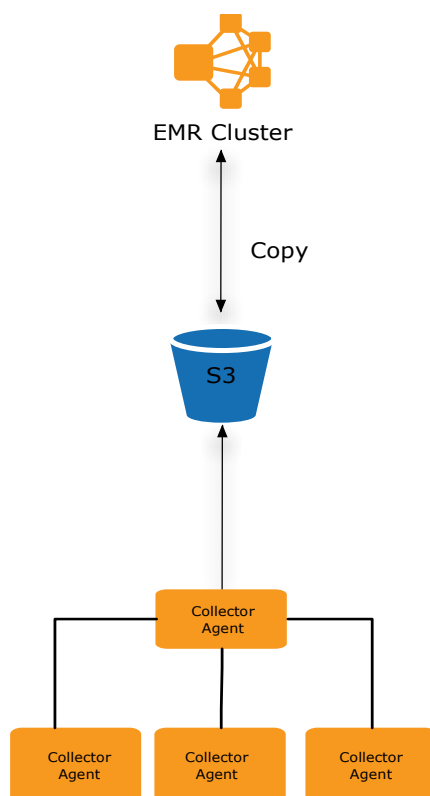 EMR Cluster
Copy
S3
Collector
Agent
Collector
Agent
Collector
Agent
Collector
Agent